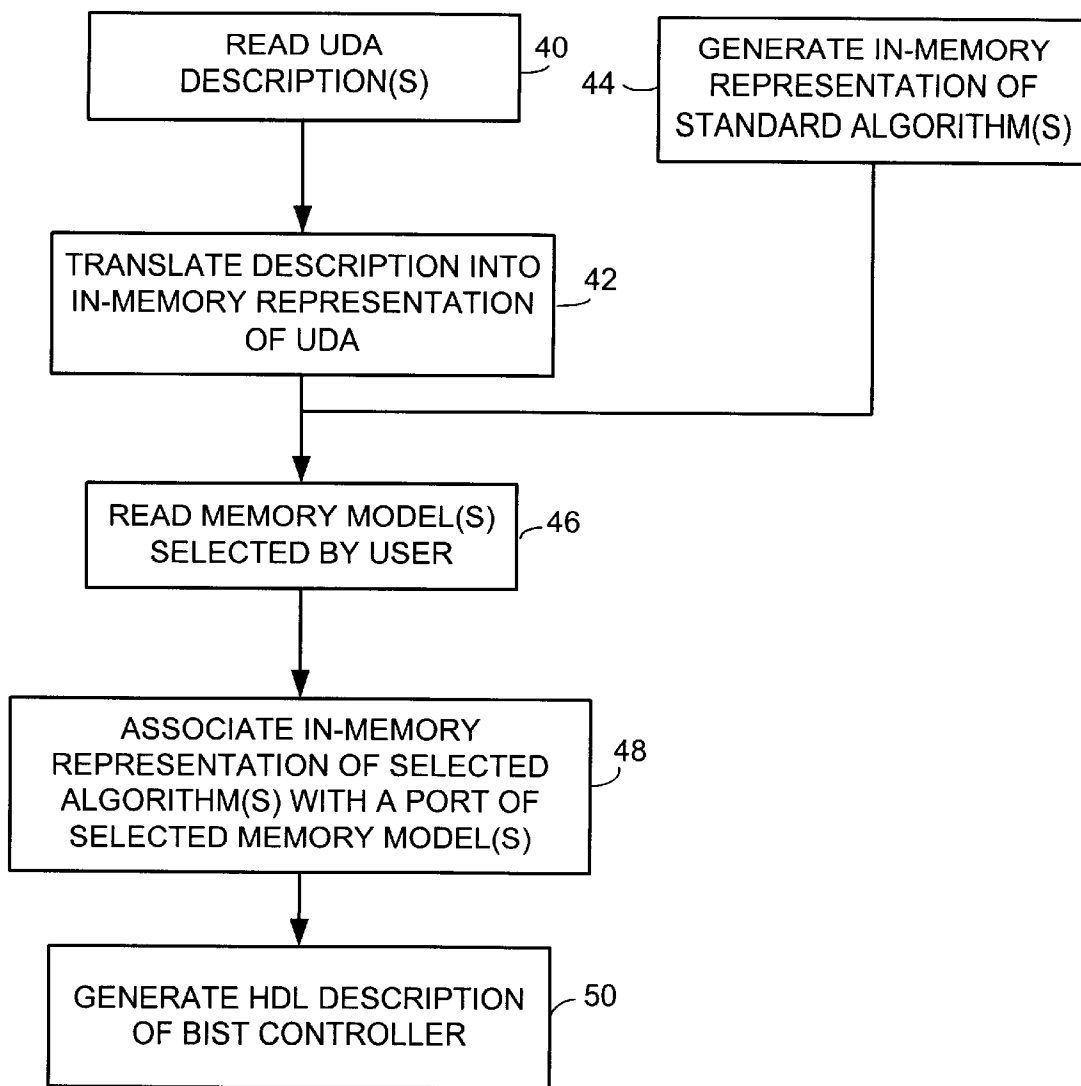 READ UDA
DESCRIPTION(S)
40
GENERATE IN-MEMORY
REPRESENTATION OF
STANDARD ALGORITHM(S)
44
TRANSLATE DESCRIPTION INTO
IN-MEMORY REPRESENTATION
OF UDA
42
READ MEMORY MODEL(S)
SELECTED BY USER
46
ASSOCIATE IN-MEMORY
REPRESENTATION OF SELECTED
ALGORITHM(S) WITH A PORT OF
SELECTED MEMORY MODEL(S)
48
GENERATE HDL DESCRIPTION
OF BIST CONTROLLER
50